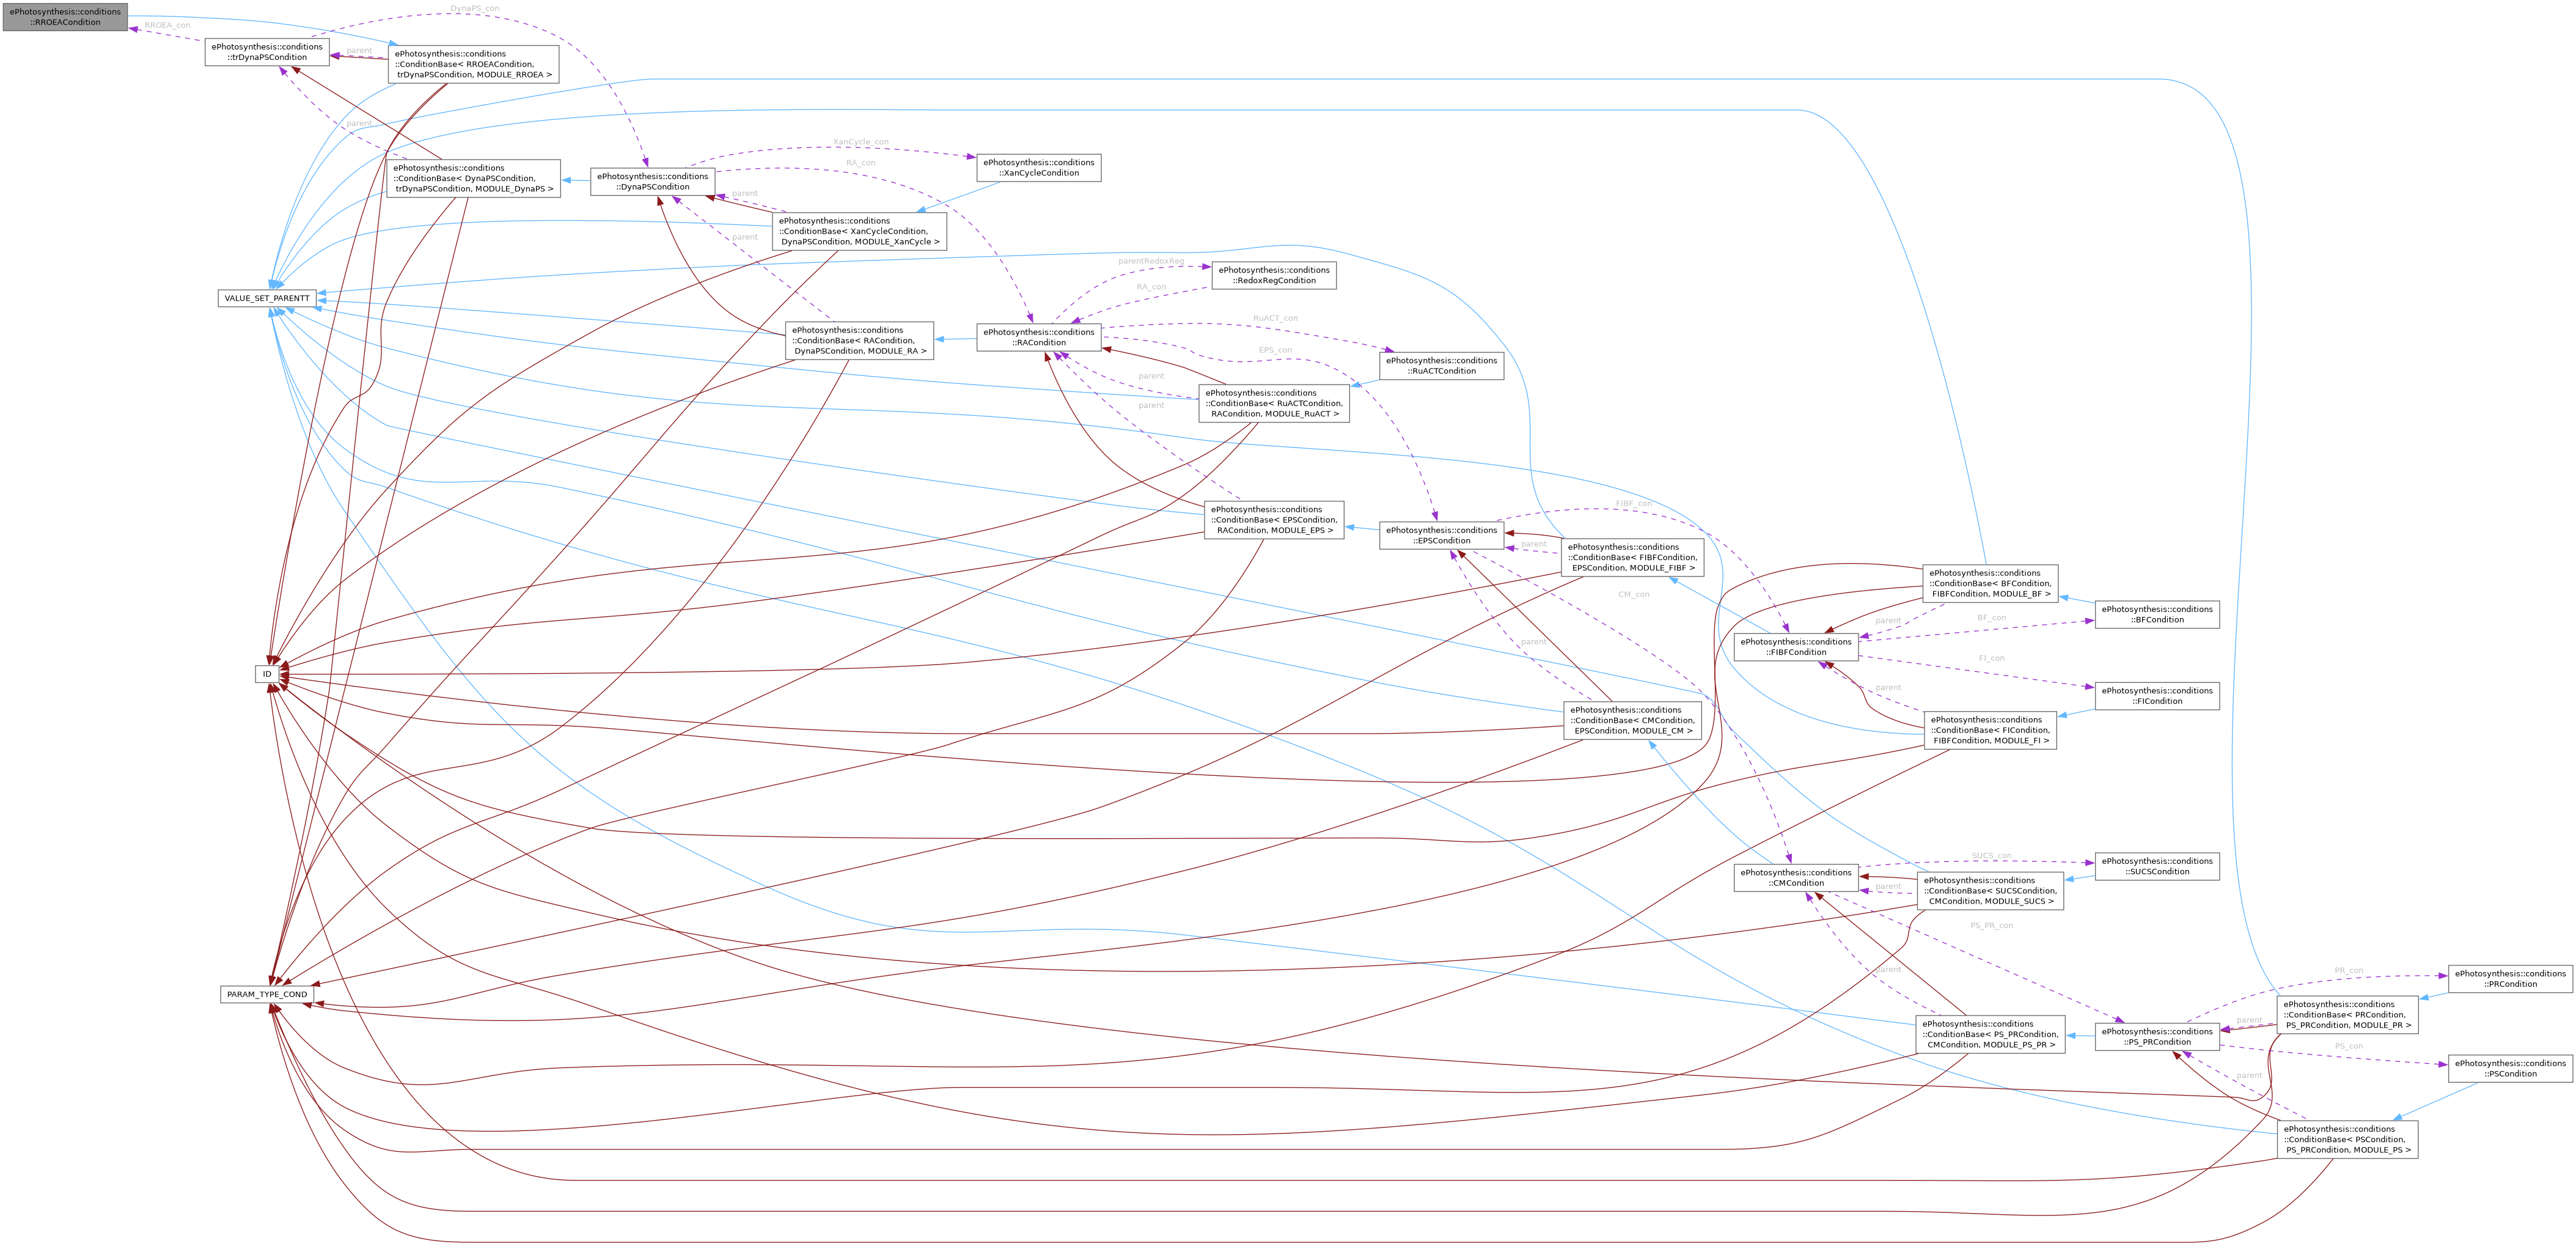 ePhotosynthesis::conditions
::RROEACondition
DynaPS_con
RROEA_con
ePhotosynthesis::conditions
::trDynaPSCondition
parent
ePhotosynthesis::conditions
::ConditionBase< RROEACondition,
trDynaPSCondition, MODULE_RROEA >
parent
ePhotosynthesis::conditions
::ConditionBase< DynaPSCondition,
trDynaPSCondition, MODULE_DynaPS >
ePhotosynthesis::conditions
::DynaPSCondition
XanCycle_con
RA_con
ePhotosynthesis::conditions
::XanCycleCondition
parent
ePhotosynthesis::conditions
::ConditionBase< XanCycleCondition,
DynaPSCondition, MODULE_XanCycle >
parent
VALUE_SET_PARENTT
parentRedoxReg
ePhotosynthesis::conditions
::RedoxRegCondition
RA_con
ePhotosynthesis::conditions
::ConditionBase< RACondition,
DynaPSCondition, MODULE_RA >
ePhotosynthesis::conditions
::RACondition
RuACT_con
EPS_con
ePhotosynthesis::conditions
::RuACTCondition
parent
ePhotosynthesis::conditions
::ConditionBase< RuACTCondition,
RACondition, MODULE_RuACT >
parent
ePhotosynthesis::conditions
::ConditionBase< EPSCondition,
RACondition, MODULE_EPS >
ePhotosynthesis::conditions
::EPSCondition
FIBF_con
parent
ePhotosynthesis::conditions
::ConditionBase< FIBFCondition,
EPSCondition, MODULE_FIBF >
CM_con
ePhotosynthesis::conditions
::ConditionBase< BFCondition,
FIBFCondition, MODULE_BF >
ePhotosynthesis::conditions
::BFCondition
parent
BF_con
parent
ePhotosynthesis::conditions
::FIBFCondition
FI_con
ID
parent
ePhotosynthesis::conditions
::FICondition
ePhotosynthesis::conditions
::ConditionBase< CMCondition,
EPSCondition, MODULE_CM >
ePhotosynthesis::conditions
::ConditionBase< FICondition,
FIBFCondition, MODULE_FI >
SUCS_con
ePhotosynthesis::conditions
::SUCSCondition
ePhotosynthesis::conditions
::CMCondition
parent
ePhotosynthesis::conditions
::ConditionBase< SUCSCondition,
CMCondition, MODULE_SUCS >
PS_PR_con
parent
PR_con
ePhotosynthesis::conditions
::PRCondition
PARAM_TYPE_COND
ePhotosynthesis::conditions
::ConditionBase< PRCondition,
PS_PRCondition, MODULE_PR >
parent
ePhotosynthesis::conditions
::ConditionBase< PS_PRCondition,
CMCondition, MODULE_PS_PR >
ePhotosynthesis::conditions
::PS_PRCondition
PS_con
ePhotosynthesis::conditions
::PSCondition
parent
ePhotosynthesis::conditions
::ConditionBase< PSCondition,
PS_PRCondition, MODULE_PS >